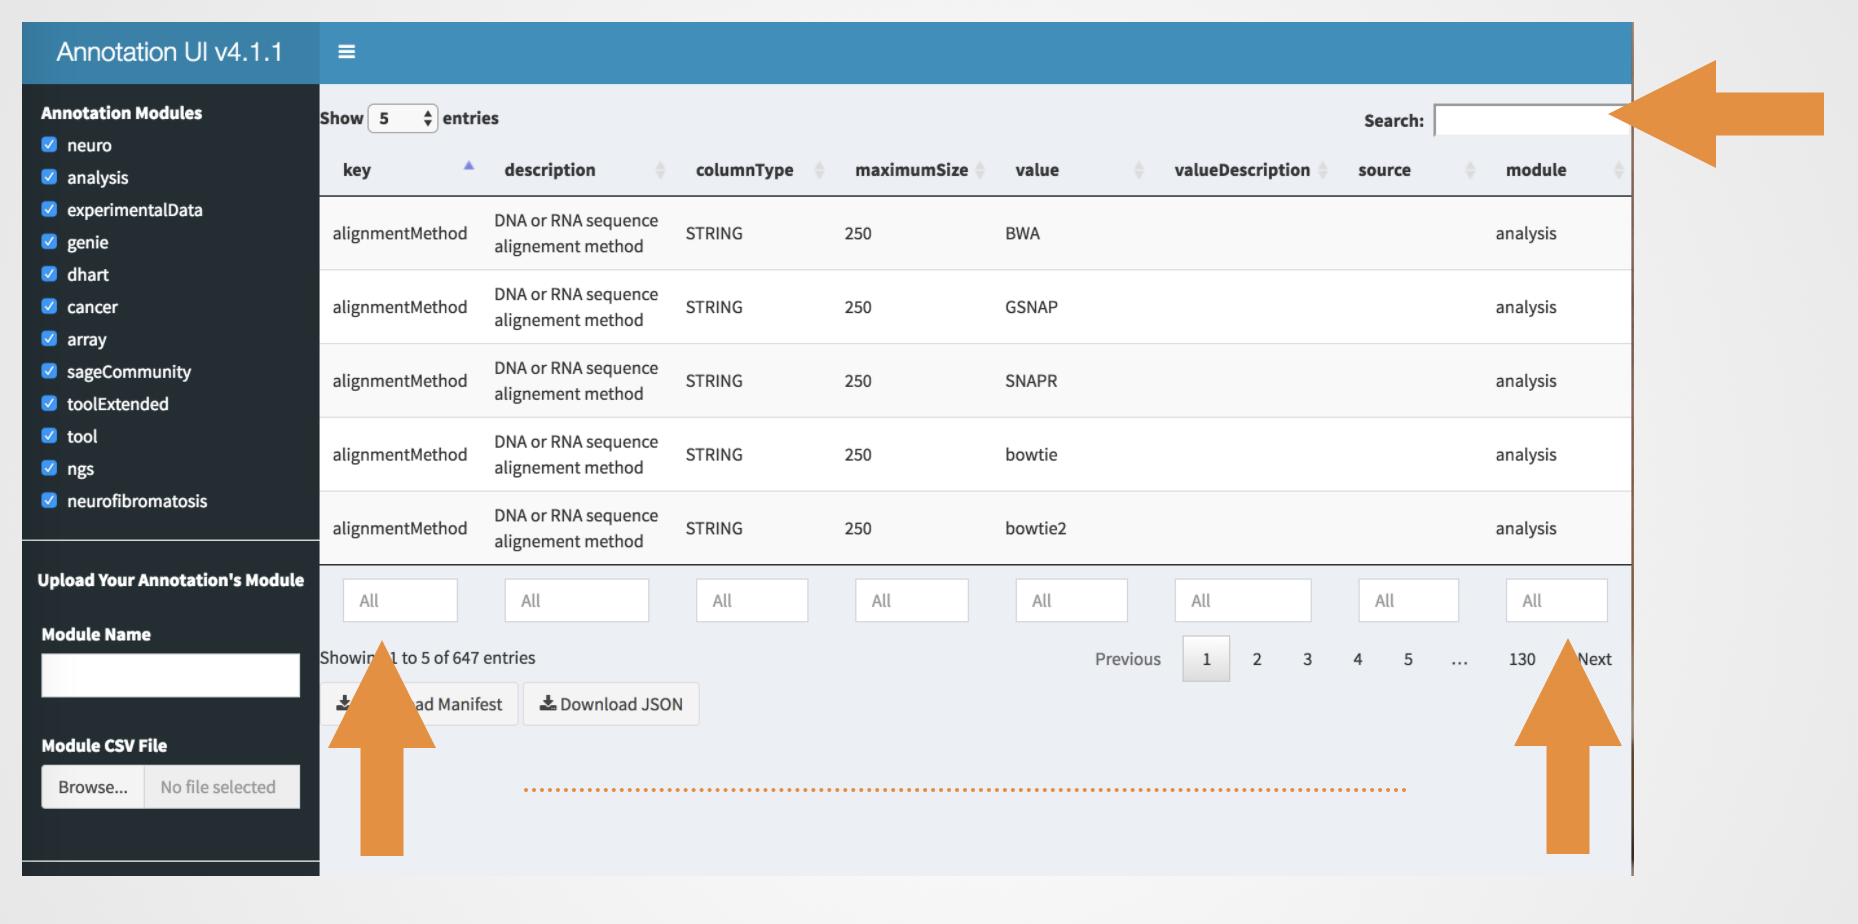 Annotation UI v4.1.1
Annotation Modules
neuro
analysis
experimentalData
genie
dhart
cancer
array
sageCommunity
toolExtended
tool
ngs
neurofibromatosis
Upload Your Annotation's Module
Module Name
Module CSV File
Browse... No file selected
Show 5 entries
Search:
key description columnType maximumSize value valueDescription source module
DNA or RNA sequence
alignmentMethod STRING 250 BWA analysis
alignement method
DNA or RNA sequence
alignmentMethod STRING 250 GSNAP analysis
alignement method
DNA or RNA sequence
alignmentMethod STRING 250 SNAPR analysis
alignement method
DNA or RNA sequence
alignmentMethod STRING 250 bowtie analysis
alignement method
DNA or RNA sequence
alignmentMethod STRING 250 bowtie2 analysis
alignement method
All All All All All All All All
Showing 1 to 5 of 647 entries
Previous 1 2 3 4 5 ... 130 Next
Manifest Download JSON